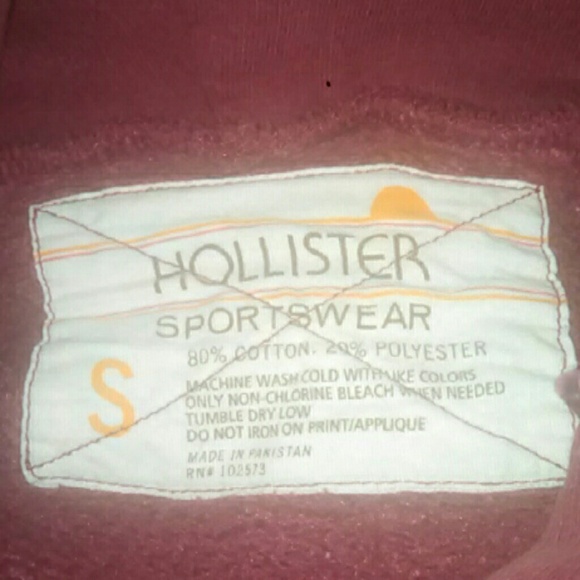 HOLLISTER
SPORTSWEAR
S
80% COTTON. 20% POLYESTER
MACHINE WASH COLD WITH LIKE COLORS
ONLY NON-CHLORINE BLEACH WHEN NEEDED
TUMBLE DRY LOW
DO NOT IRON ON PRINT/APPLIQUE
MADE IN PAKISTAN
RN# 102573